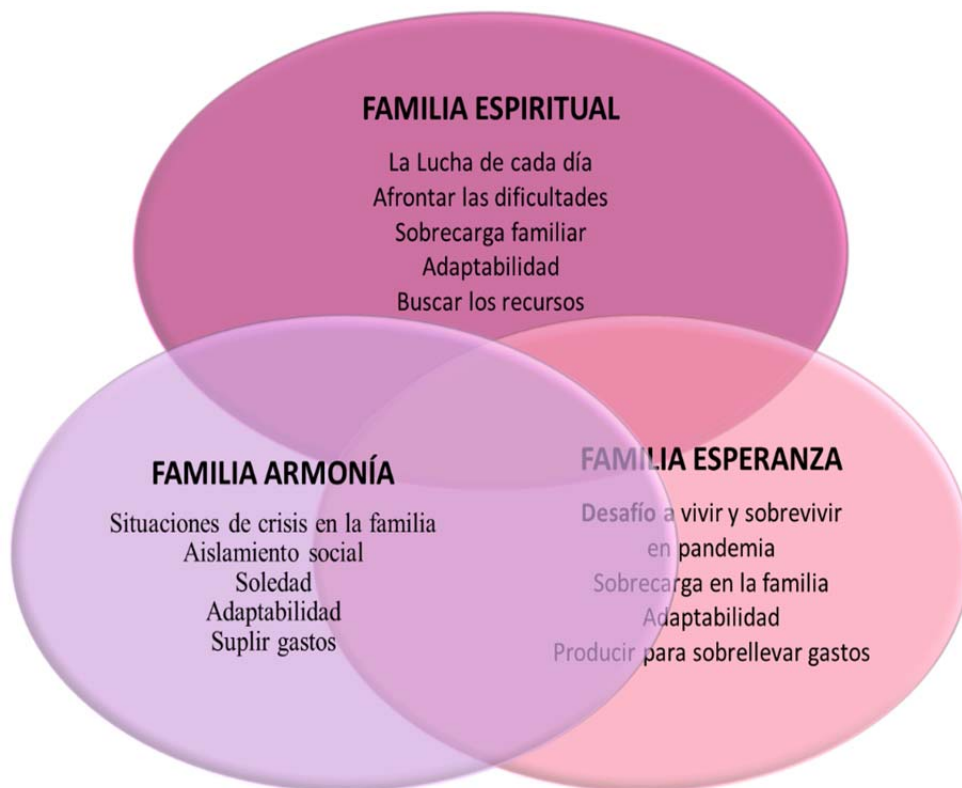 FAMILIA ESPIRITUAL
La Lucha de cada día
Afrontar las dificultades
Sobrecarga familiar
Adaptabilidad
Buscar los recursos
FAMILIA ARMONÍA
Situaciones de crisis en la familia
Aislamiento social
Soledad
Adaptabilidad
Suplir gastos
FAMILIA ESPERANZA
Desafío a vivir y sobrevivir
en pandemia
Sobrecarga en la familia
Adaptabilidad
Producir para sobrellevar gastos